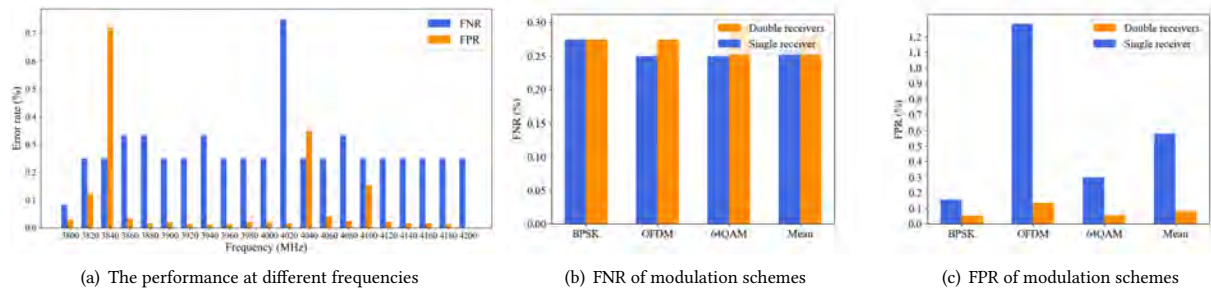 FNR
FPR
Error rate (%)
0.7
0.6
0.5
0.4
0.3
0.2
0.1
3800 3820 3840 3860 3880 3900 3920 3940 3960 3980 4000 4020 4040 4060 4080 4100 4120 4140 4160 4180 4200
Frequency (MHz)
(a) The performance at different frequencies
Double receivers
Single receiver
FNR (%)
0.30
0.25
0.20
0.15
0.10
0.05
0.00
BPSK OFDM 64QAM Mean
(b) FNR of modulation schemes
Double receivers
Single receiver
FPR (%)
1.2
1.1
1.0
0.9
0.8
0.7
0.6
0.5
0.4
0.3
0.2
0.1
BPSK OFDM 64QAM Mean
(c) FPR of modulation schemes